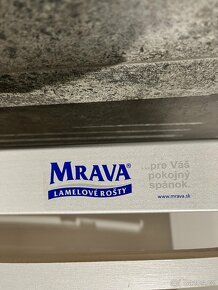 MRAVA®
LAMELOVÉ ROŠTY
...pre Váš
pokojný
spánok.
www.mrava.sk